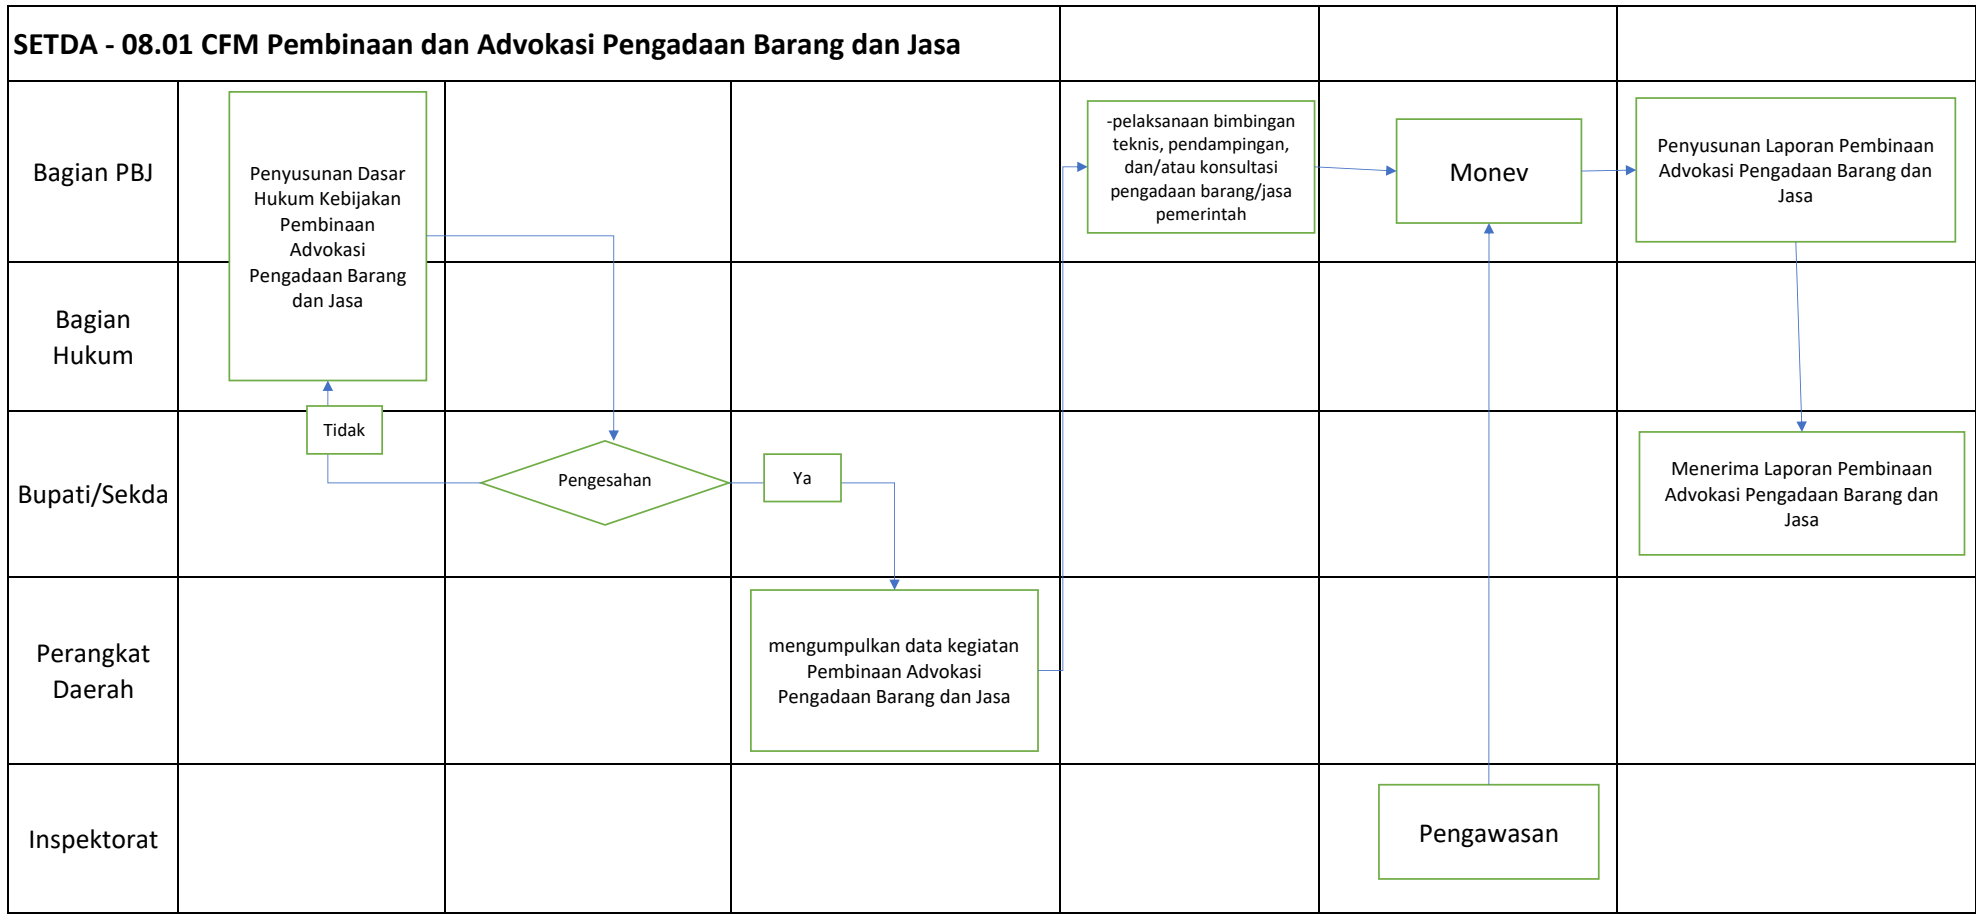 SETDA - 08.01 CFM Pembinaan dan Advokasi Pengadaan Barang dan Jasa
Bagian PBJ
Penyusunan Dasar
Hukum Kebijakan
Pembinaan
Advokasi
Pengadaan Barang
dan Jasa
-pelaksanaan bimbingan
teknis, pendampingan,
dan/atau konsultasi
pengadaan barang/jasa
pemerintah
Monev
Penyusunan Laporan Pembinaan
Advokasi Pengadaan Barang dan
Jasa
Bagian
Hukum
Bupati/Sekda
Tidak
Pengesahan
Ya
Menerima Laporan Pembinaan
Advokasi Pengadaan Barang dan
Jasa
Perangkat
Daerah
mengumpulkan data kegiatan
Pembinaan Advokasi
Pengadaan Barang dan Jasa
Inspektorat
Pengawasan